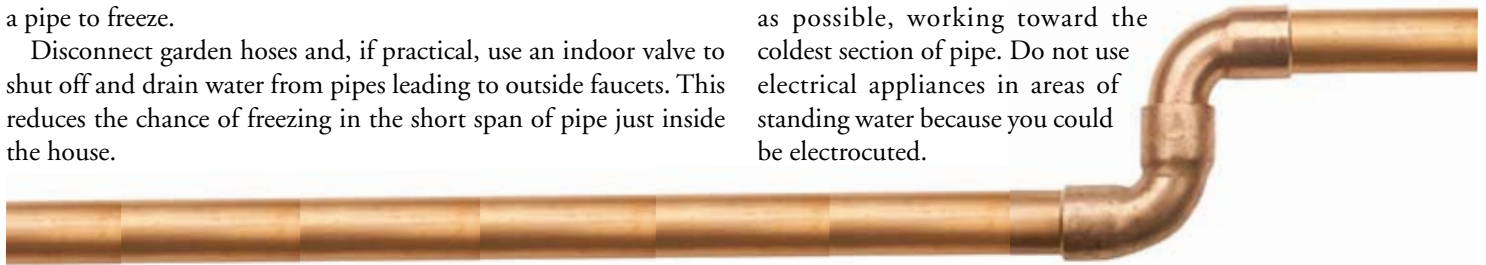 a pipe to freeze.
Disconnect garden hoses and, if practical, use an indoor valve to
shut off and drain water from pipes leading to outside faucets. This
reduces the chance of freezing in the short span of pipe just inside
the house.
as possible, working toward the
coldest section of pipe. Do not use
electrical appliances in areas of
standing water because you could
be electrocuted.